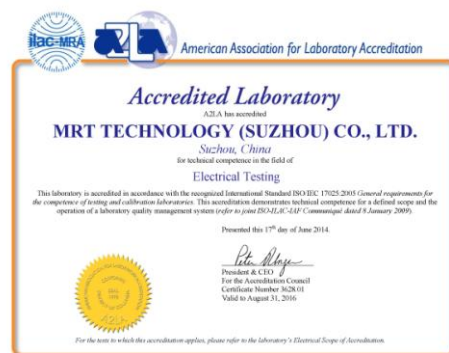 ilac-MRA
A2LA
American Association for Laboratory Accreditation
Accredited Laboratory
A2LA has accredited
MRT TECHNOLOGY (SUZHOU) CO., LTD.
Suzhou, China
for technical competence in the field of
Electrical Testing
This laboratory is accredited in accordance with the recognized International Standard ISO/IEC 17025:2005 General requirements for
the competence of testing and calibration laboratories. This accreditation demonstrates technical competence for a defined scope and the
operation of a laboratory quality management system (refer to joint ISO-ILAC-IAF Communiqué dated 8 January 2009).
Presented this 17th day of June 2014.
President & CEO
For the Accreditation Council
Certificate Number 3628.01
Valid to August 31, 2016
A2LA
For the tests to which this accreditation applies, please refer to the laboratory's Electrical Scope of Accreditation.